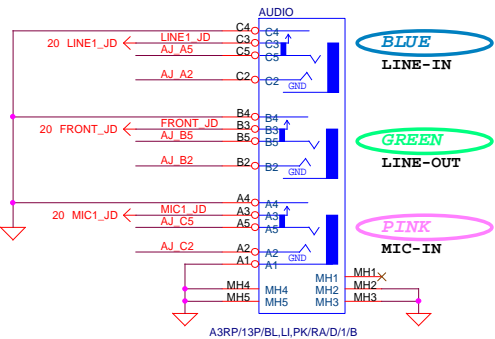 AUDIO
C4 C4
20 LINE1_JD LINE1_JD C3 C3 BLUE
AJ_A5 C5 C5
LINE-IN
AJ_A2 C2 C2
GND
B4 B4
20 FRONT_JD FRONT_JD B3 B3 GREEN
AJ_B5 B5 B5
LINE-OUT
AJ_B2 B2 B2
GND
A4 A4
20 MIC1_JD MIC1_JD A3 A3 PINK
AJ_C5 A5 A5
MIC-IN
AJ_C2 A2 A2
GND
A1 A1
MH1 MH1
MH4 MH4 MH2 MH2
MH5 MH5 MH3 MH3
A3RP/13P/BL,LI,PK/RA/D/1/B